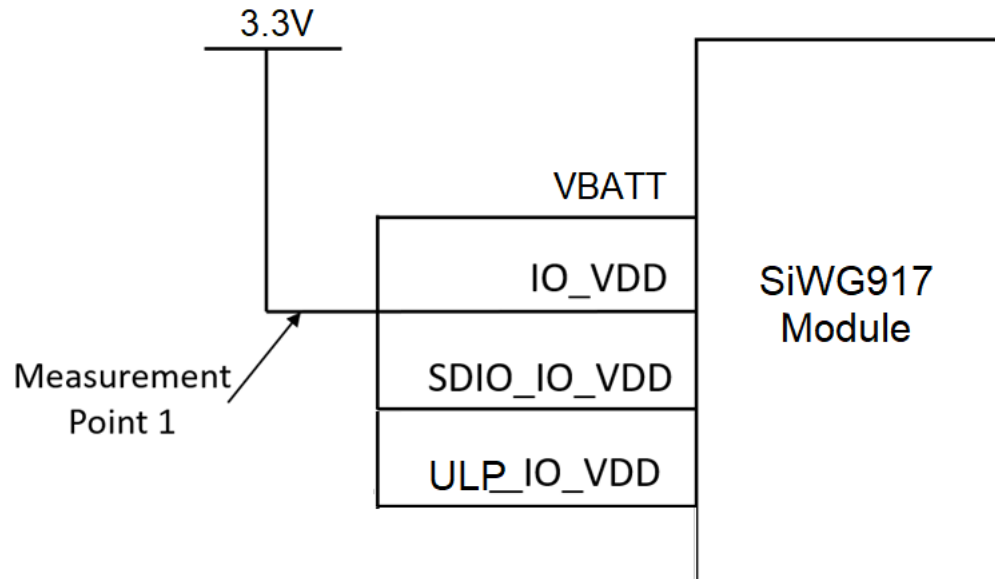 3.3V
VBATT
IO_VDD
SiWG917
Module
SDIO_IO_VDD
Measurement
Point 1
ULP_IO_VDD